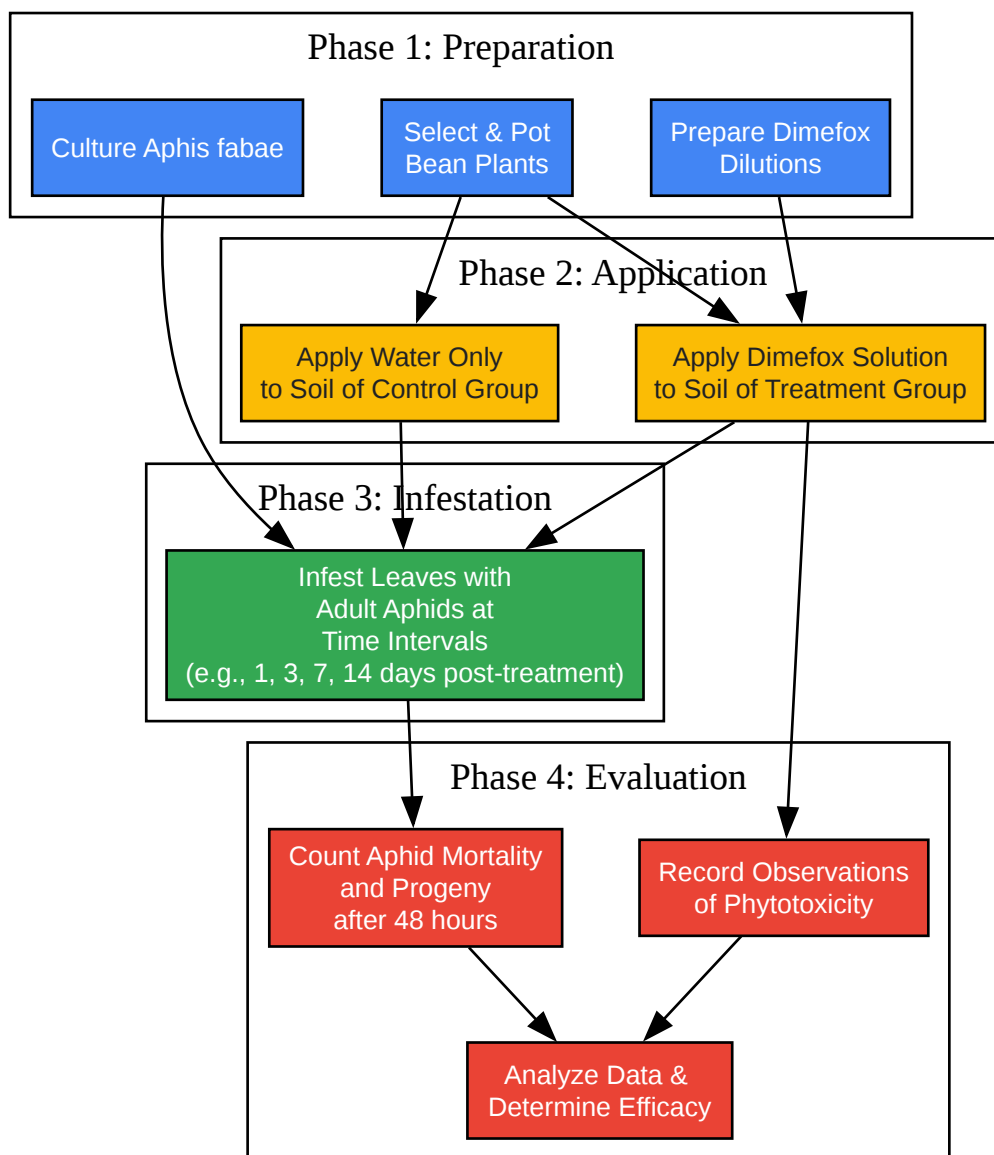 Phase 1: Preparation
Culture Aphis fabae
Select & Pot
Bean Plants
Prepare Dimefox
Dilutions
Phase 2: Application
Apply Water Only
to Soil of Control Group
Apply Dimefox Solution
to Soil of Treatment Group
Phase 3: Infestation
Infest Leaves with
Adult Aphids at
Time Intervals
(e.g., 1, 3, 7, 14 days post-treatment)
Phase 4: Evaluation
Count Aphid Mortality
and Progeny
after 48 hours
Record Observations
of Phytotoxicity
Analyze Data &
Determine Efficacy